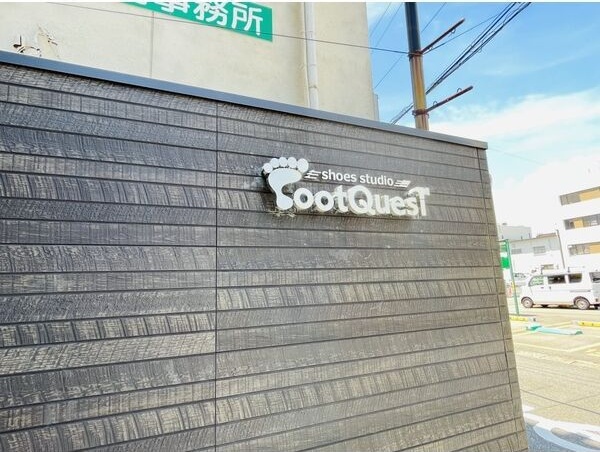 事務所
shoes studio
FootQuesT